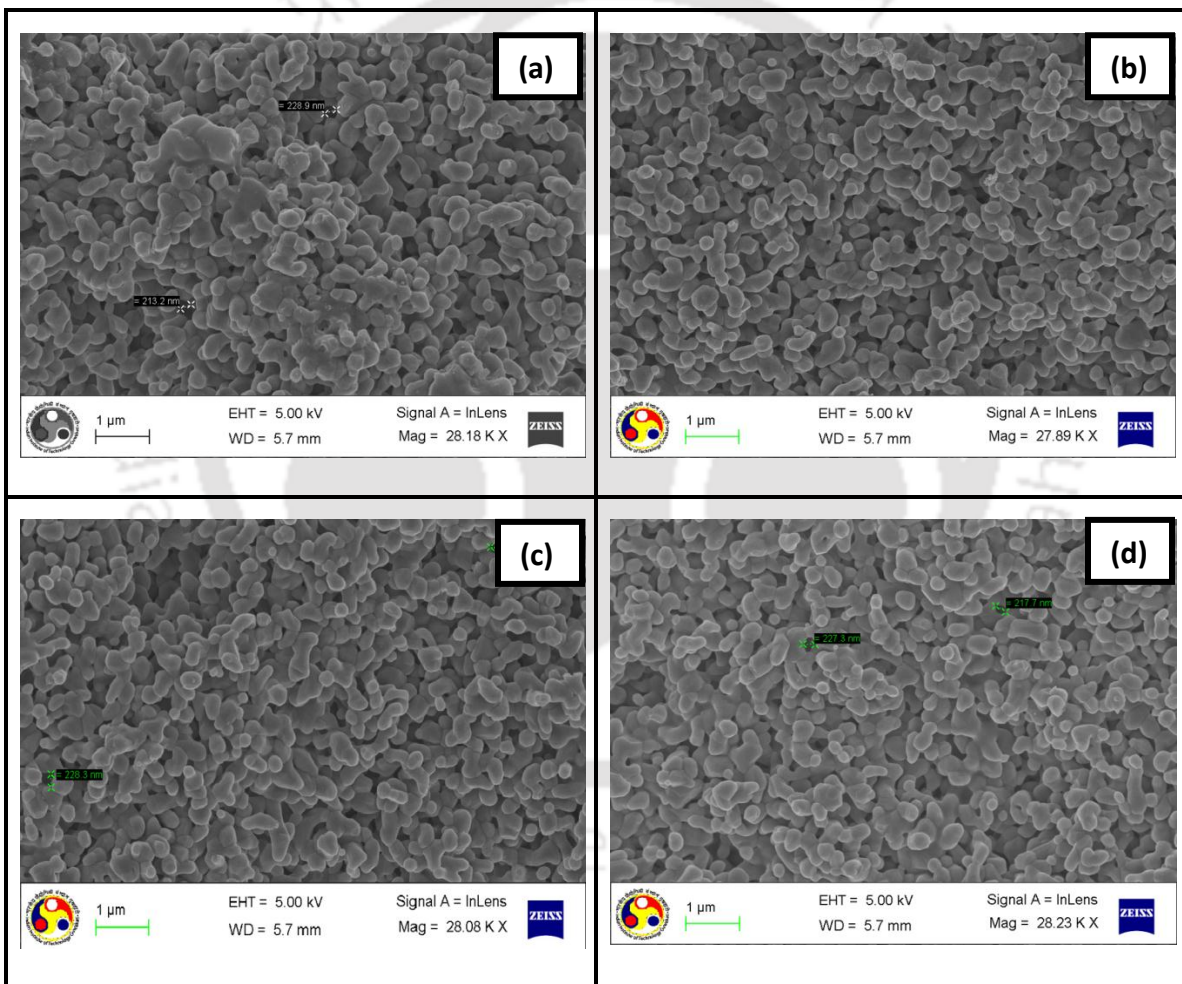 (a)
= 228.9 nm
= 213.2 nm
1 µm
EHT = 5.00 kV
WD = 5.7 mm
Signal A = InLens
Mag = 28.18 K X
ZEISS
(b)
1 µm
EHT = 5.00 kV
WD = 5.7 mm
Signal A = InLens
Mag = 27.89 K X
ZEISS
(c)
= 228.3 nm
1 µm
EHT = 5.00 kV
WD = 5.7 mm
Signal A = InLens
Mag = 28.08 K X
ZEISS
(d)
= 217.7 nm
= 227.3 nm
1 µm
EHT = 5.00 kV
WD = 5.7 mm
Signal A = InLens
Mag = 28.23 K X
ZEISS